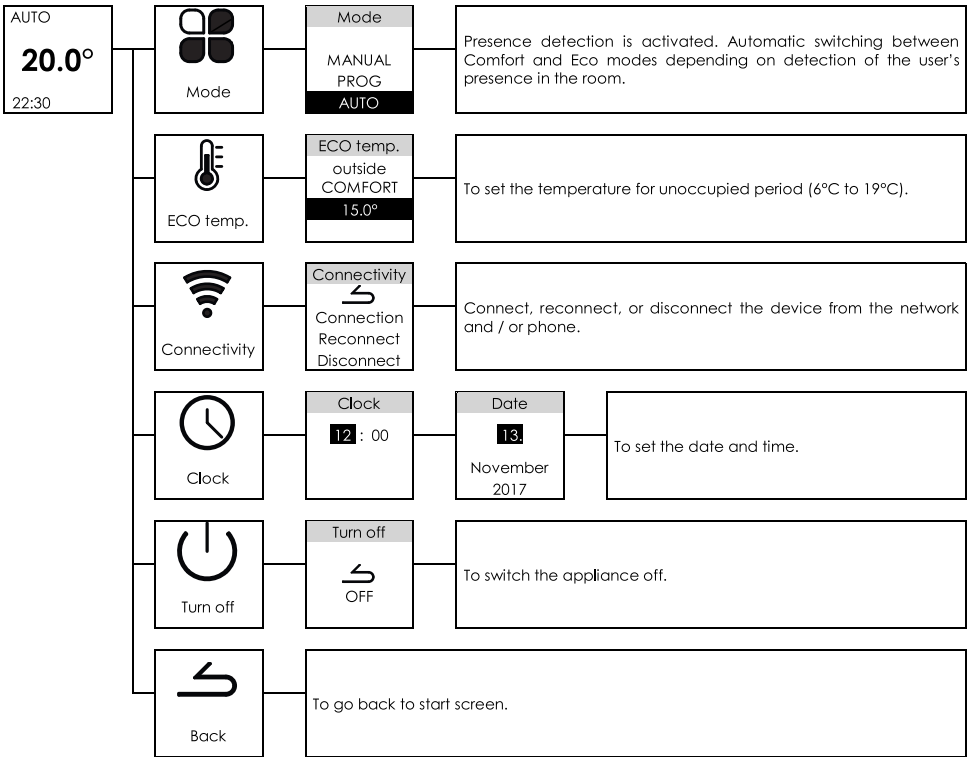 AUTO
20.0°
22:30
Mode
Mode
MANUAL
PROG
AUTO
Presence detection is activated. Automatic switching between
Comfort and Eco modes depending on detection of the user's
presence in the room.
ECO temp.
ECO temp.
outside
COMFORT
15.0°
To set the temperature for unoccupied period (6°C to 19°C).
Connectivity
Connectivity
Connection
Reconnect
Disconnect
Connect, reconnect, or disconnect the device from the network
and / or phone.
Clock
Clock
12 : 00
Date
13.
November
2017
To set the date and time.
Turn off
Turn off
OFF
To switch the appliance off.
Back
To go back to start screen.